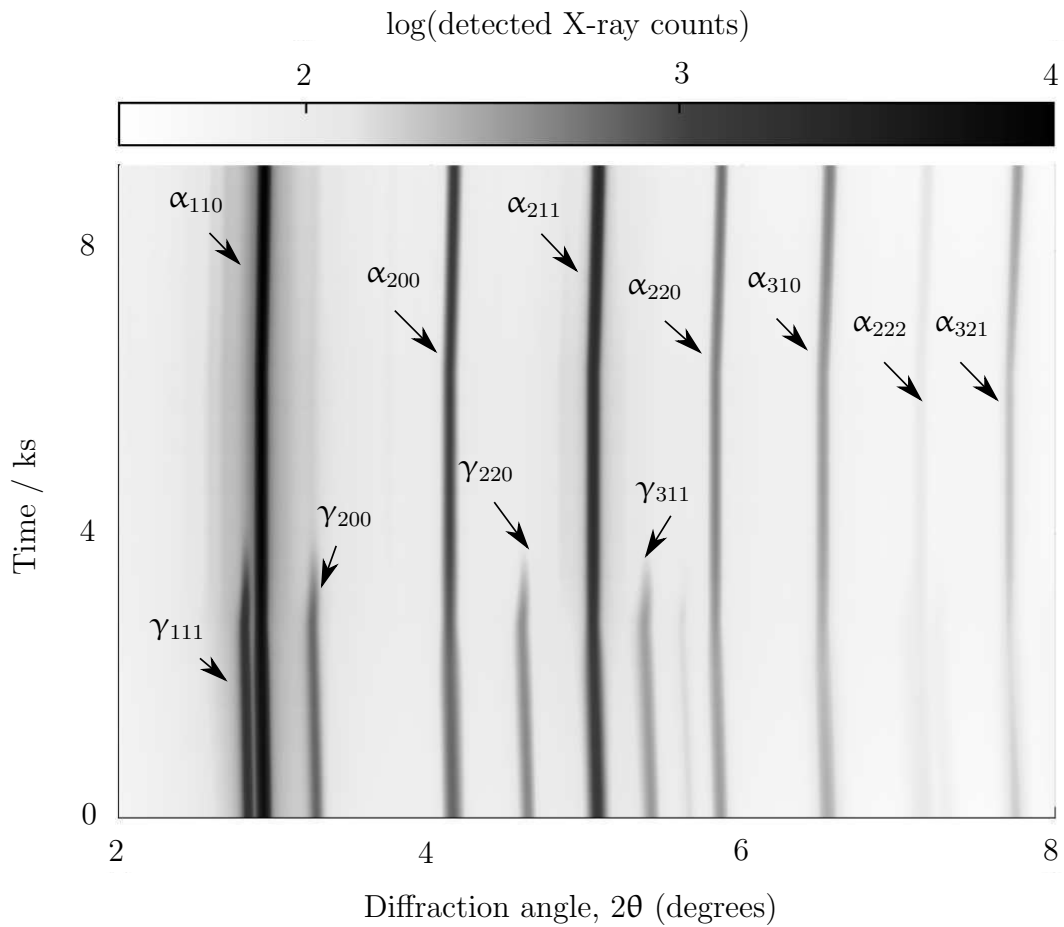 log(detected X-ray counts)
2 3 4
α110
α211
8
α200
α220
α310
α222
α321
γ220
γ311
γ200
4
γ111
Time / ks
0
2 4 6 8
Diffraction angle, 2θ (degrees)